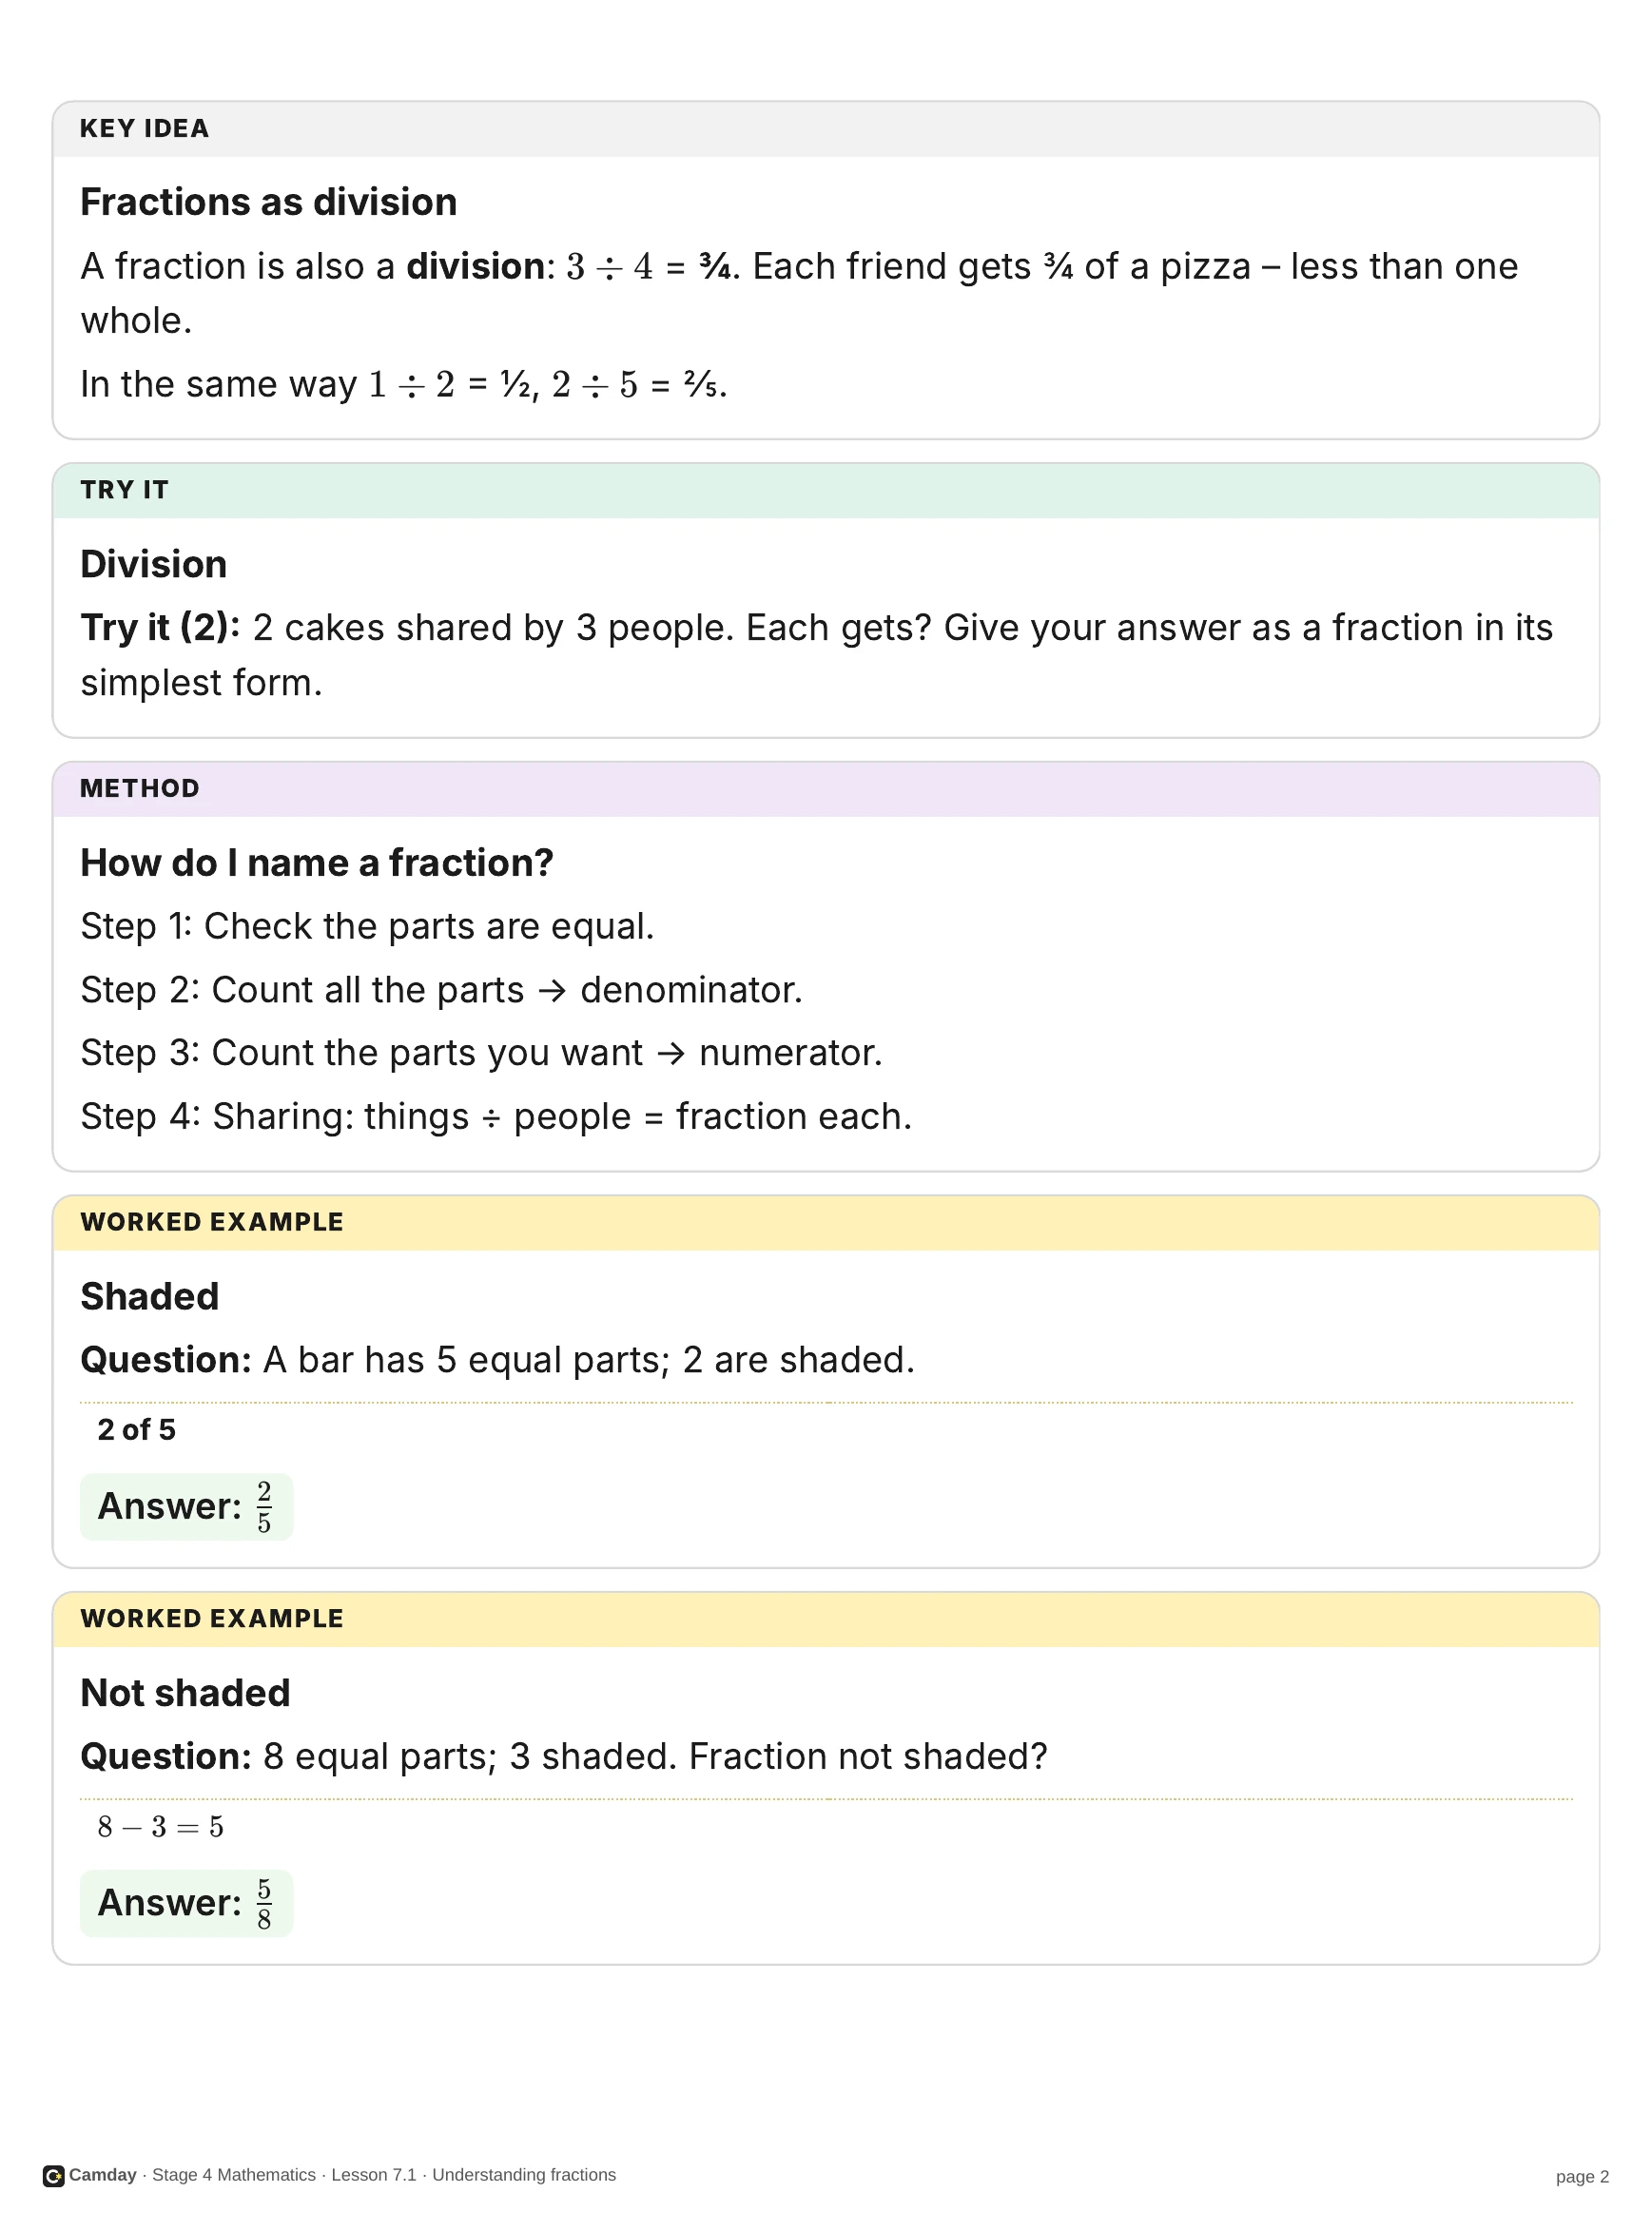 KEY IDEA
Fractions as division
A fraction is also a division: 3 ÷ 4 = ¾. Each friend gets ¾ of a pizza – less than one
whole.
In the same way 1 ÷ 2 = ½, 2 ÷ 5 = ⅖.
TRY IT
Division
Try it (2): 2 cakes shared by 3 people. Each gets? Give your answer as a fraction in its
simplest form.
METHOD
How do I name a fraction?
Step 1: Check the parts are equal.
Step 2: Count all the parts → denominator.
Step 3: Count the parts you want → numerator.
Step 4: Sharing: things ÷ people = fraction each.
WORKED EXAMPLE
Shaded
Question: A bar has 5 equal parts; 2 are shaded.
2 of 5
Answer: 2/5
WORKED EXAMPLE
Not shaded
Question: 8 equal parts; 3 shaded. Fraction not shaded?
8 − 3 = 5
Answer: 5/8
Camday · Stage 4 Mathematics · Lesson 7.1 · Understanding fractions
page 2